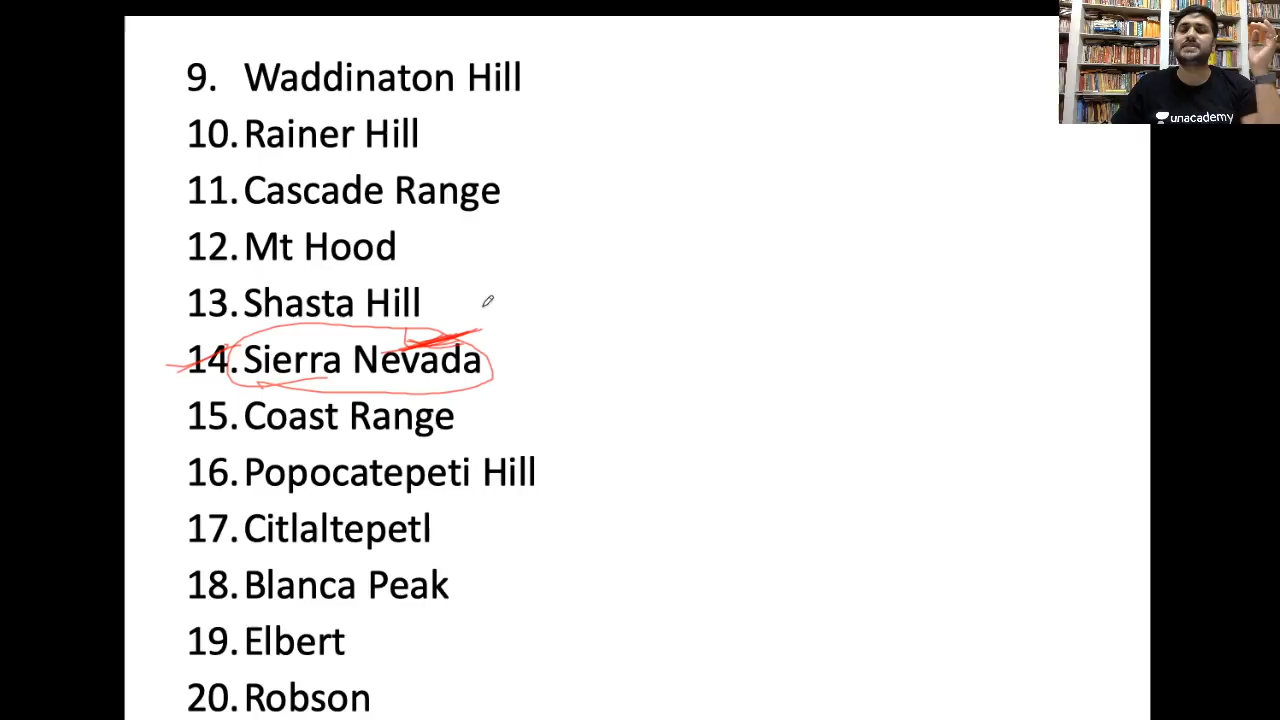 9. Waddinaton Hill
unacademy
10. Rainer Hill
11. Cascade Range
12. Mt Hood
13. Shasta Hill
14. Sierra Nevada
15. Coast Range
16. Popocatepeti Hill
17. Citlaltepetl
18. Blanca Peak
19. Elbert
20. Robson